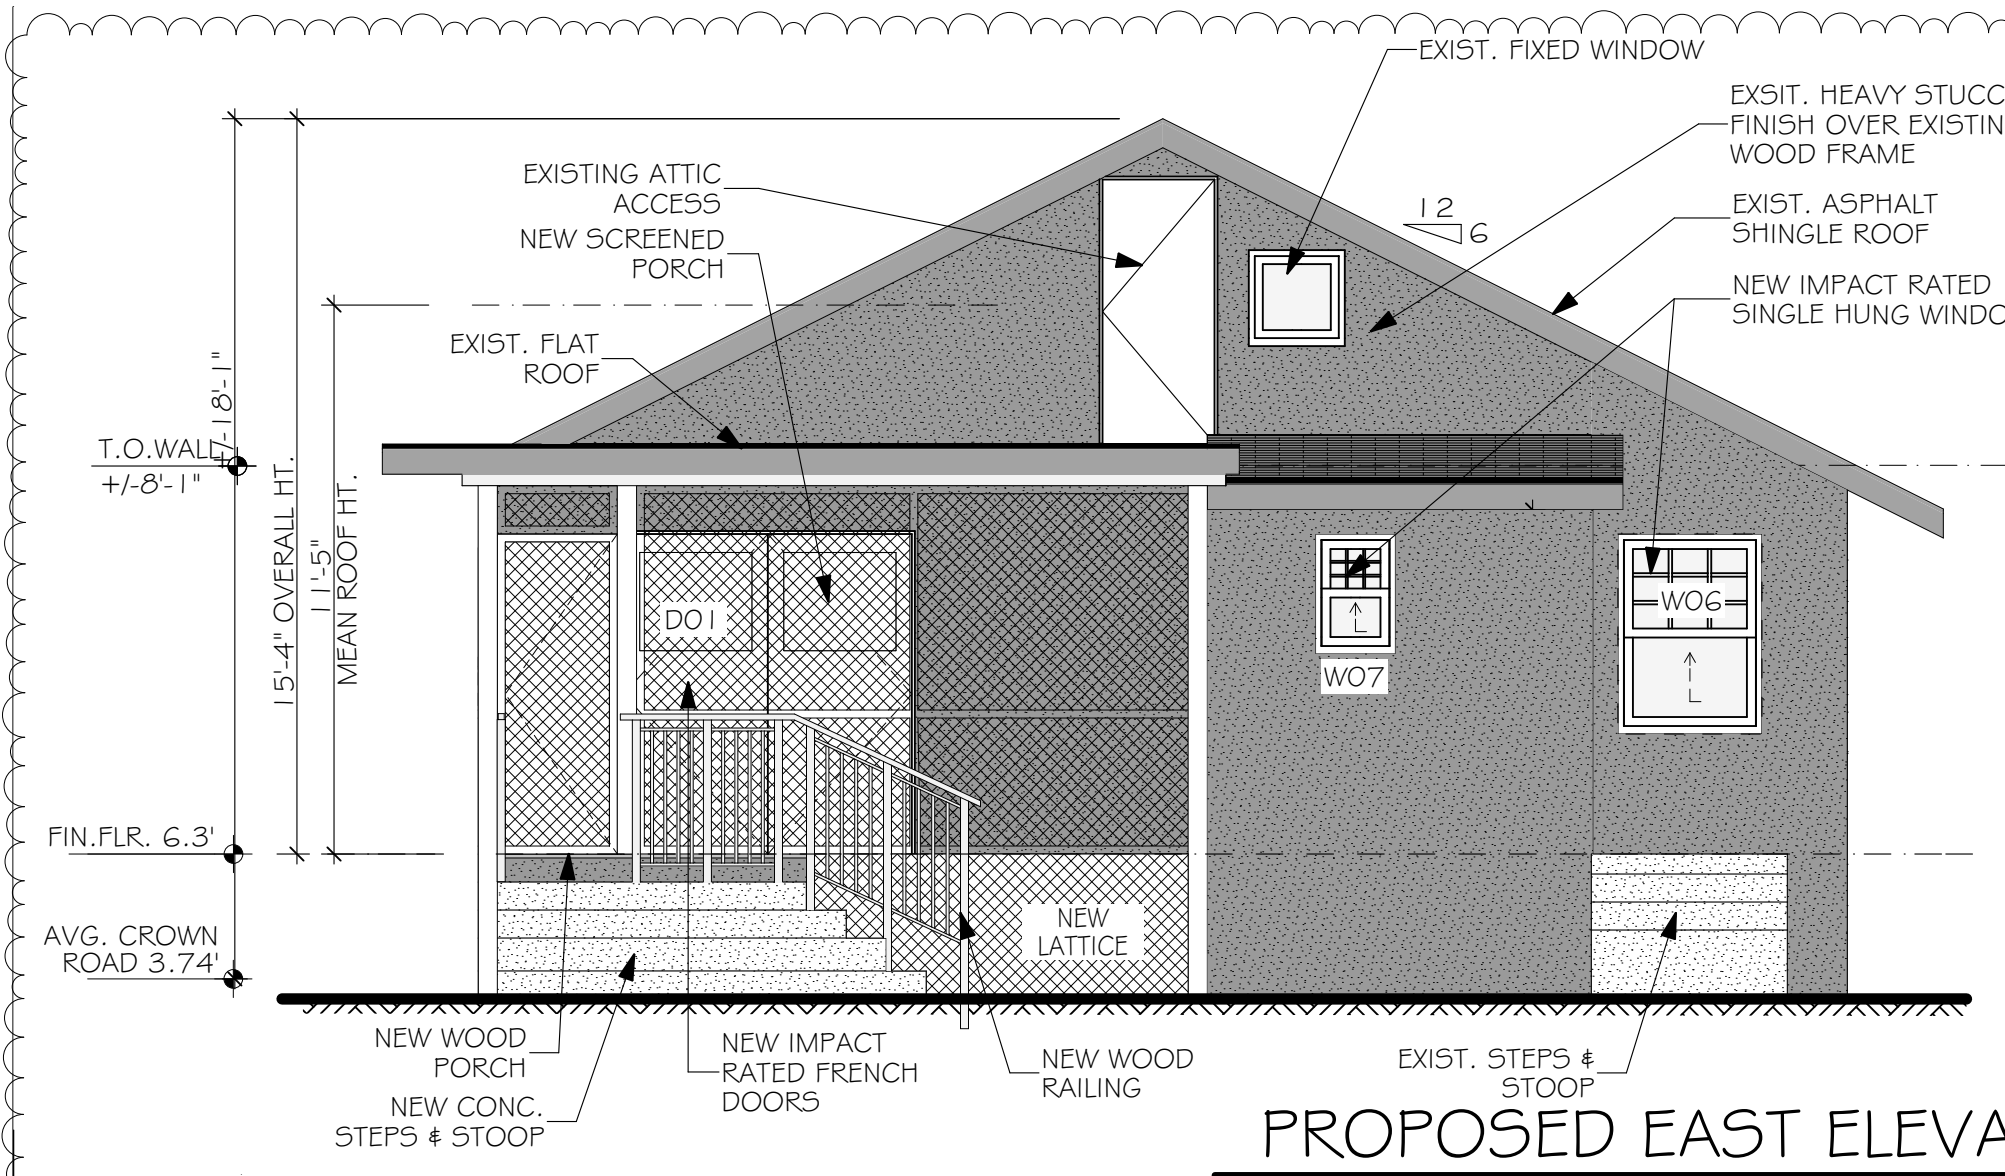 EXIST. FIXED WINDOW
EXSIT. HEAVY STUCC
FINISH OVER EXISTIN
WOOD FRAME
EXISTING ATTIC
ACCESS
NEW SCREENED
PORCH
12
6
EXIST. ASPHALT
SHINGLE ROOF
NEW IMPACT RATED
SINGLE HUNG WINDO
EXIST. FLAT
ROOF
+/-18'-1"
T.O.WALL
+/-8'-1"
15'-4" OVERALL HT.
11'-5"
MEAN ROOF HT.
D01
W07
W06
FIN.FLR. 6.3'
AVG. CROWN
ROAD 3.74'
NEW
LATTICE
NEW WOOD
PORCH
NEW CONC.
STEPS & STOOP
NEW IMPACT
RATED FRENCH
DOORS
NEW WOOD
RAILING
EXIST. STEPS &
STOOP
PROPOSED EAST ELEVA